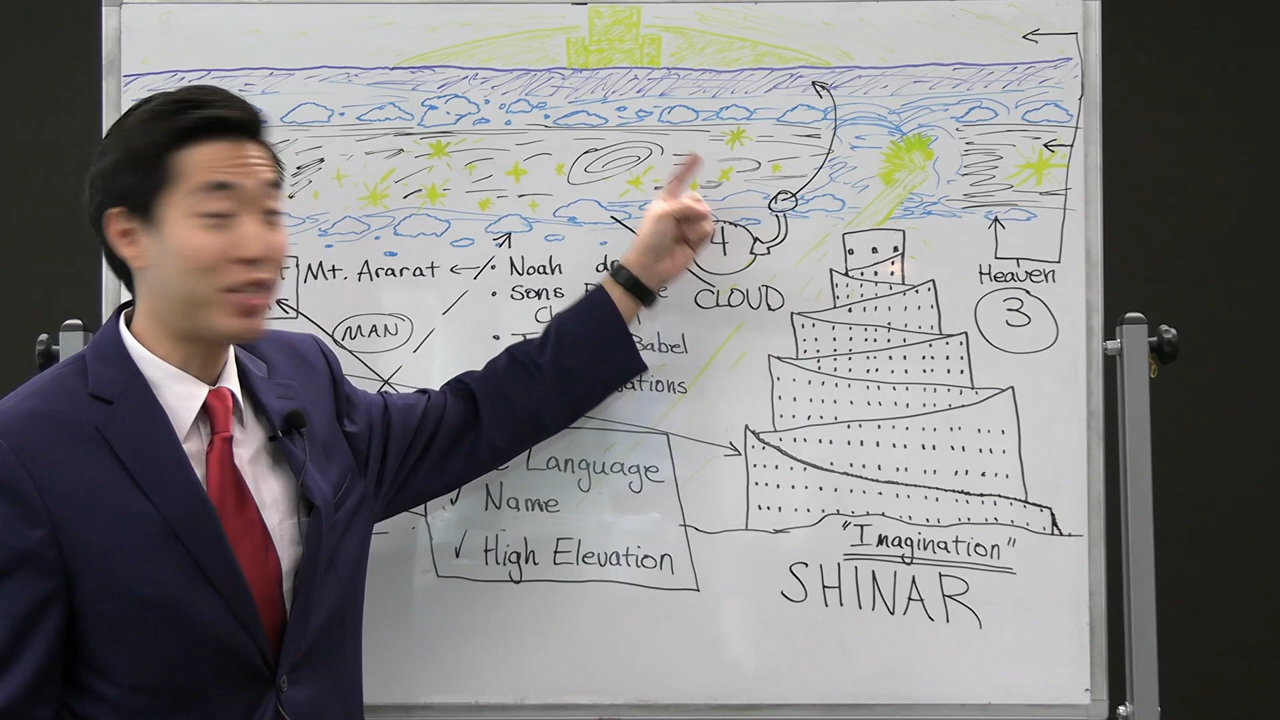 Mt. Ararat
• Noah
• Sons
MAN
Babel
4
CLOUD
Heaven
3
Language
✓ Name
✓ High Elevation
"Imagination"
SHINAR